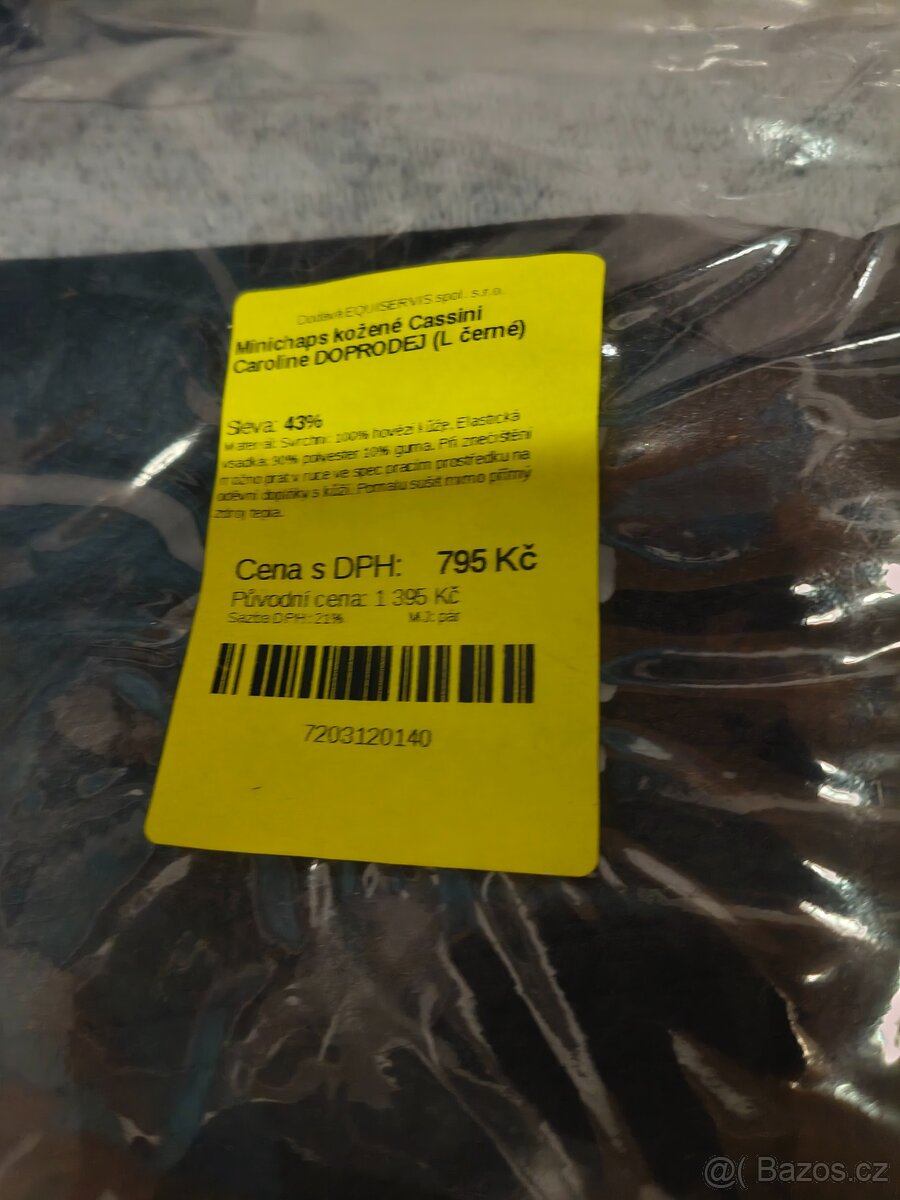 Dodává EQUISERVIS spol. s.r.o.
Minichaps kožené Cassini
Caroline DOPRODEJ (L černé)
Sleva: 43%
Materiál: Svrchní: 100% hovězí kůže, Elastická
vsadka: 90% polyester 10% guma. Při znečištění
možno prát v ruce ve spec pracím prostředku na
oděvní doplňky s kůží. Pomalu sušit mimo přímý
zdroj tepla.
Cena s DPH: 795 Kč
Původní cena: 1 395 Kč
Sazba DPH: 21% MJ: pár
7203120140
@( Bazos.cz